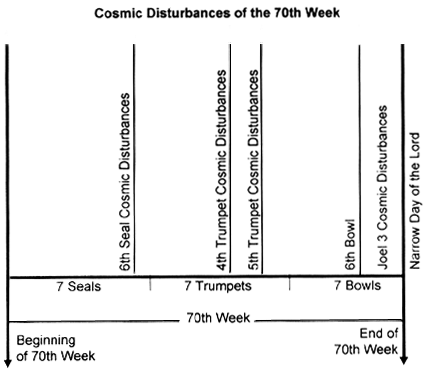 Cosmic Disturbances of the 70th Week
6th Seal Cosmic Disturbances
4th Trumpet Cosmic Disturbances
5th Trumpet Cosmic Disturbances
6th Bowl
Joel 3 Cosmic Disturbances
Narrow Day of the Lord
7 Seals
7 Trumpets
7 Bowls
70th Week
Beginning
of 70th Week
End of
70th Week